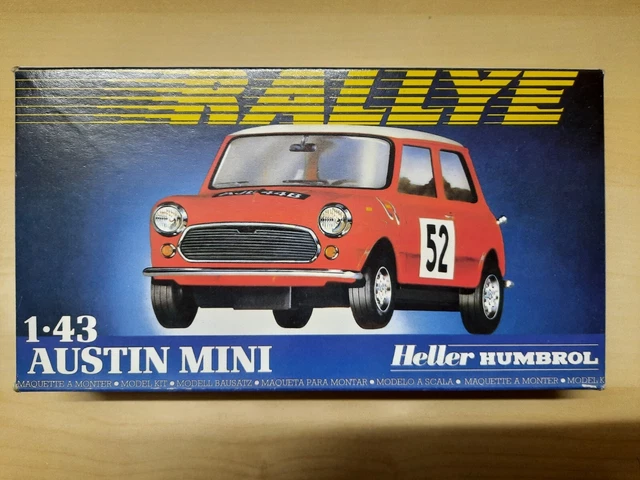 RALLYE
52
1·43
AUSTIN MINI
Heller HUMBROL
MAQUETTE A MONTER • MODEL KIT • MODELL BAUSATZ • MAQUETA PARA MONTAR • MODELO A SCALA • MAQUETTE A MONTER • MODEL K